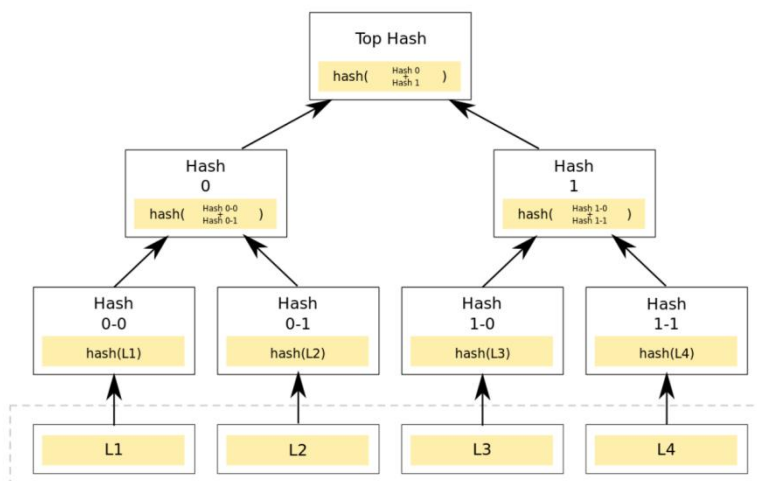 Top Hash
hash( Hash 0 + Hash 1 )
Hash
0
hash( Hash 0-0 + Hash 0-1 )
Hash
1
hash( Hash 1-0 + Hash 1-1 )
Hash
0-0
hash(L1)
Hash
0-1
hash(L2)
Hash
1-0
hash(L3)
Hash
1-1
hash(L4)
L1
L2
L3
L4